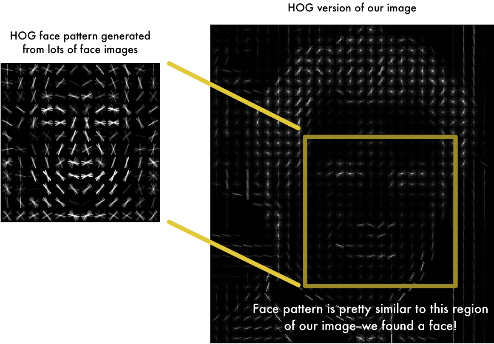 HOG version of our image
HOG face pattern generated
from lots of face images
Face pattern is pretty similar to this region
of our image–we found a face!